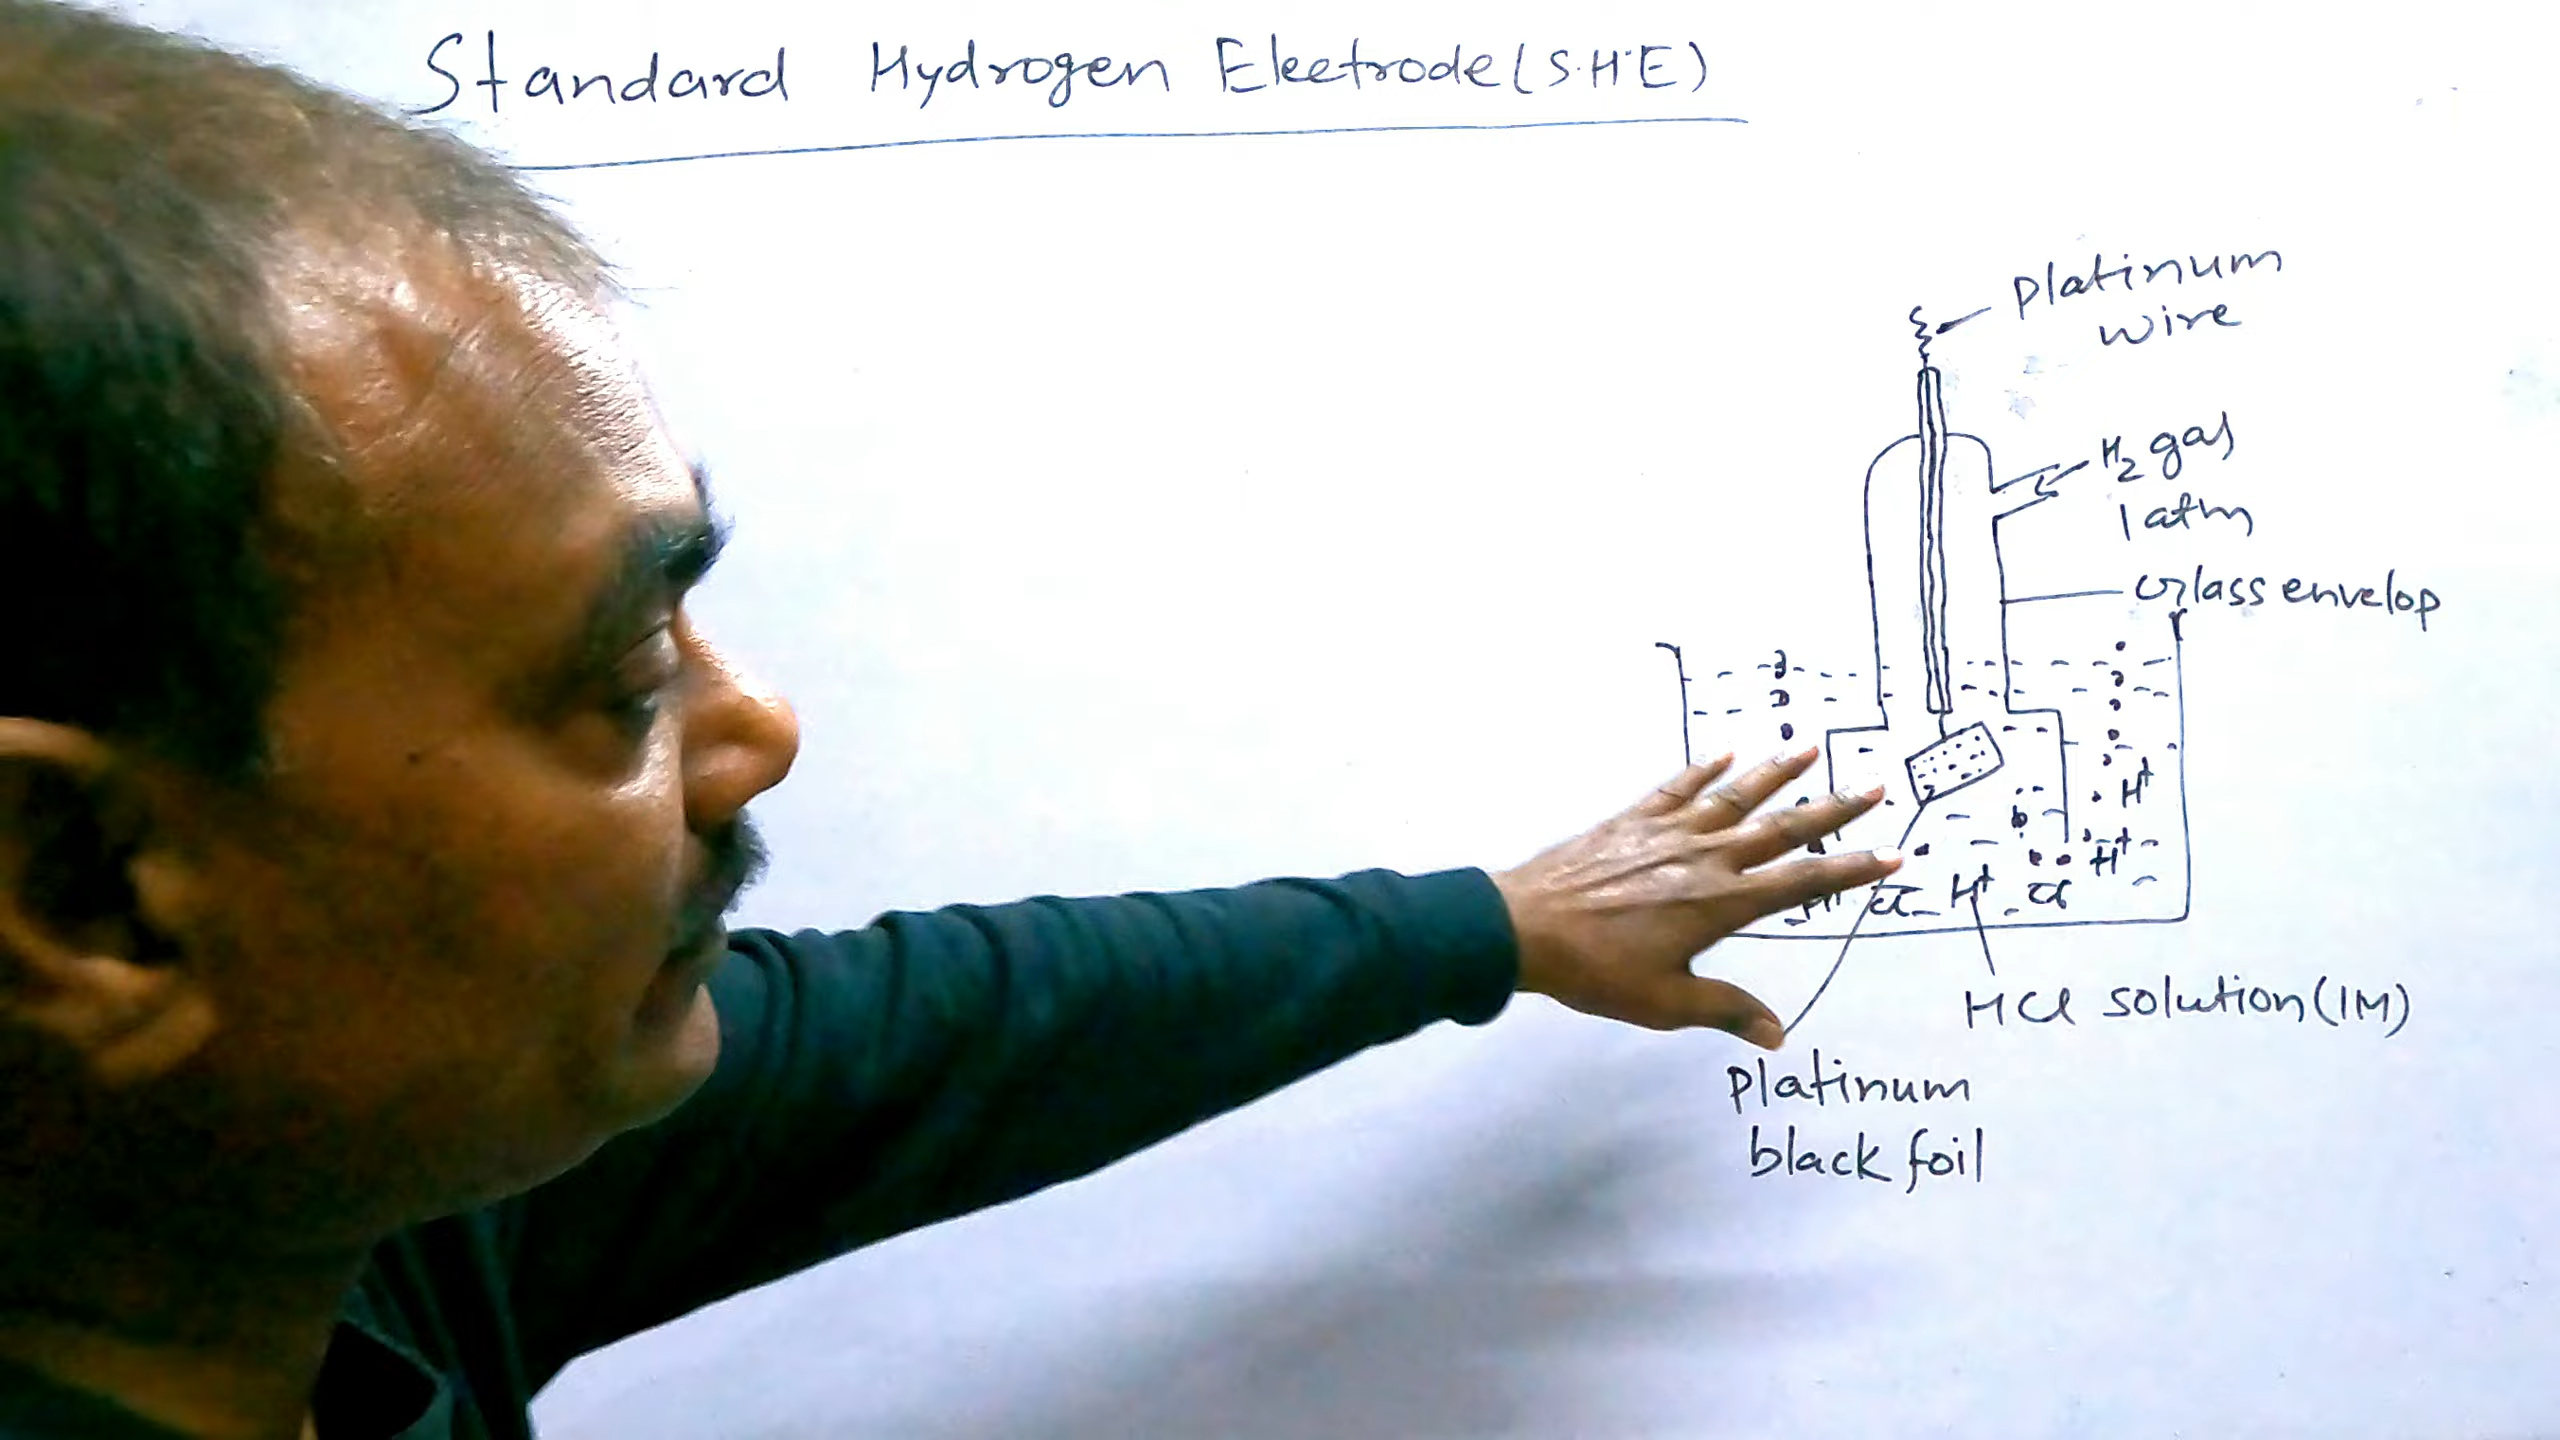 Standard Hydrogen Electrode (S.H.E)
Platinum
wire
H₂ gas
1 atm
Glass envelop
H⁺
H⁺
H⁺ Cl⁻ H⁺ Cl⁻
HCl solution (1M)
Platinum
black foil